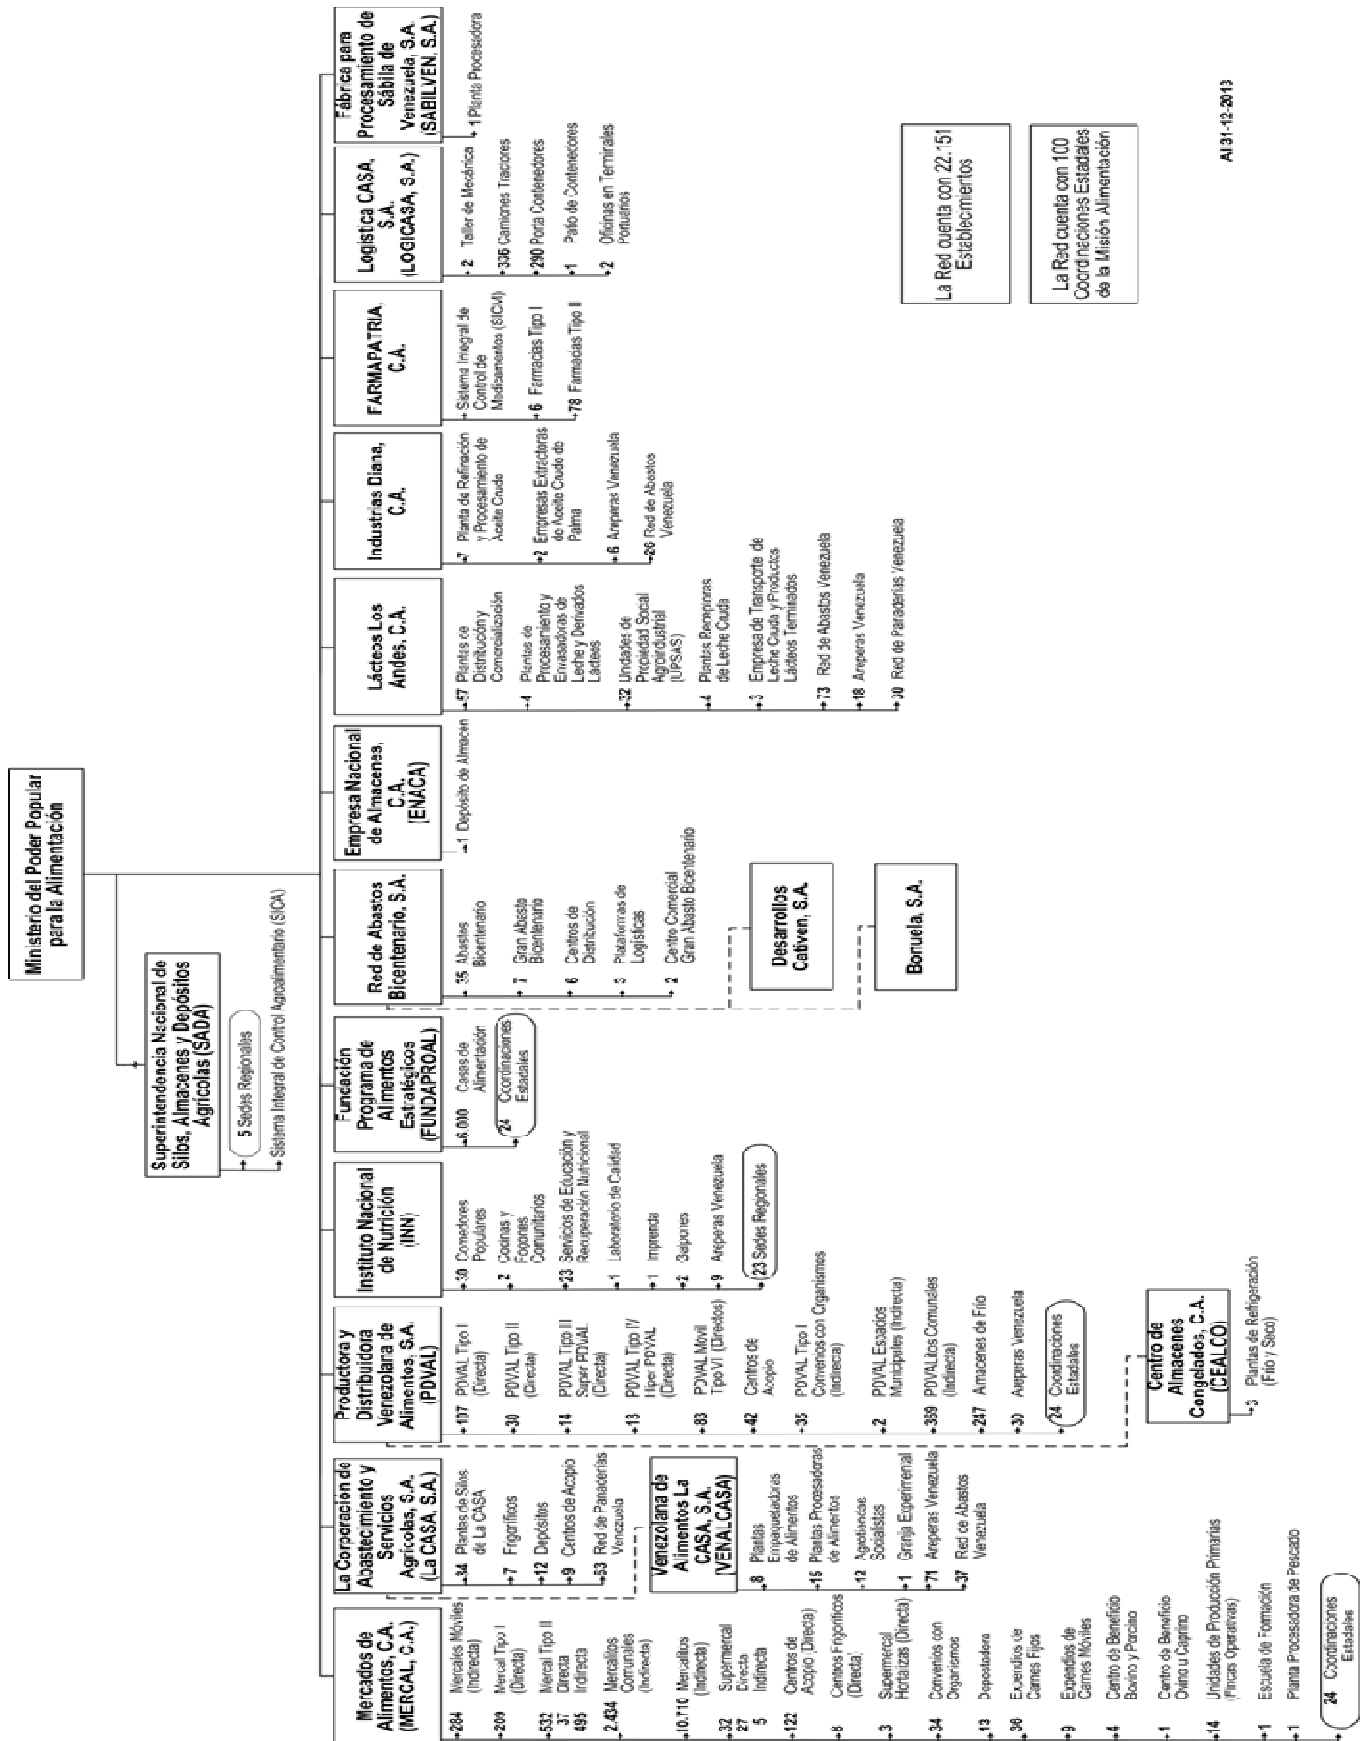 Ministerio del Poder Popular
para la Alimentación
Superintendencia Nacional de
Silos, Almacenes y Depósitos
Agrícolas (SADA)
5 Sedes Regionales
Sistema Integral de Control Agroalimentario (SICA)
Mercados de
Alimentos, C.A.
(MERCAL, C.A.)
284 Mercales Móviles
(Indirecta)
209 Mercal Tipo I
(Directa)
532 Mercal Tipo II
37 Directa
495 Indirecta
2.434 Mercalitos
Comunales
(Indirecta)
10.710 Mercalitos
(Indirecta)
32 Supermercal
27 Directa
5 Indirecta
122 Centros de
Acopio (Directa)
Centros Frigoríficos
(Directa)
3 Supermercal
Hortalizas (Directa)
34 Convenios con
Organismos
13
36 Expendios de
Carnes Fijos
9 Expendios de
Carnes Móviles
4 Centro de Beneficio
Bovino y Porcino
1 Centro de Beneficio
Ovino u Caprino
14 Unidades de Producción Primarias
(Fincas Operativas)
1 Escuela de Formación
1 Planta Procesadora de Pescado
24 Coordinaciones
Estadales
La Corporación de
Abastecimiento y
Servicios
Agrícolas, S.A.
(La CASA, S.A.)
34 Plantas de Silos
de La CASA
7 Frigoríficos
12 Depósitos
9 Centros de Acopio
33 Red de Panaderías
Venezuela
Venezolana de
Alimentos La
CASA, S.A.
(VENALCASA)
8 Plantas
Empaquetadoras
de Alimentos
15 Plantas Procesadoras
de Alimentos
12 Agrotiendas
Socialistas
1 Granja Experimental
71 Areperas Venezuela
37 Red de Abastos
Venezuela
Productora y
Distribuidora
Venezolana de
Alimentos, S.A.
(PDVAL)
107 PDVAL Tipo I
(Directa)
30 PDVAL Tipo II
(Directa)
14 PDVAL Tipo III
Super PDVAL
(Directa)
13 PDVAL Tipo IV
Hiper PDVAL
(Directa)
83 PDVAL Móvil
Tipo VI (Directos)
42 Centros de
Acopio
35 PDVAL Tipo I
Convenios con Organismos
(Indirecta)
2 PDVAL Espacios
Municipales (Indirecta)
359 PDVALitos Comunales
(Indirecta)
247 Amacenes de Frío
30 Areperas Venezuela
24 Coordinaciones
Estadales
Centro de
Almacenes
Congelados, C.A.
(CEALCO)
3 Plantas de Refrigeración
(Frío y Seco)
Instituto Nacional
de Nutrición
(INN)
30 Comedores
Populares
2 Cocinas y
Fogones
Comunitarios
23 Servicios de Educación y
Recuperación Nutricional
1 Laboratorio de Calidad
1 Imprenta
2 Galpones
9 Areperas Venezuela
23 Sedes Regionales
Fundación
Programa de
Alimentos
Estratégicos
(FUNDAPROAL)
6.000 Casas de
Alimentación
24 Coordinaciones
Estadales
Red de Abastos
Bicentenario, S.A.
35 Abastos
Bicentenario
7 Gran Abasto
Bicentenario
6 Centros de
Distribución
3 Plataformas de
Logísticas
2 Centro Comercial
Gran Abasto Bicentenario
Desarrollos
Cativen, S.A.
Bonuela, S.A.
Empresa Nacional
de Almacenes,
C.A.
(ENACA)
1 Depósito de Almacen
Lácteos Los
Andes, C.A.
57 Plantas de
Distribución y
Comercialización
4 Plantas de
Procesamiento y
Envasadoras de
Leche y Derivados
Lácteos
32 Unidades de
Propiedad Social
Agroindustrial
(UPSAS)
4 Plantas Receptoras
de Leche Cruda
3 Empresa de Transporte de
Leche Cruda y Productos
Lácteos Terminados
73 Red de Abastos Venezuela
18 Areperas Venezuela
30 Red de Panaderías Venezuela
Industrias Diana,
C.A.
7 Planta de Refinación
y Procesamiento de
Aceite Crudo
2 Empresas Extractoras
de Aceite Crudo de
Palma
6 Areperas Venezuela
20 Red de Abastos
Venezuela
FARMAPATRIA,
C.A.
Sistema Integral de
Control de
Medicamentos (SICM)
6 Farmacias Tipo I
78 Farmacias Tipo II
Logística CASA,
S.A.
(LOGICASA, S.A.)
2 Taller de Mecánica
336 Camiones Tractores
290 Porta Contenedores
1 Patio de Contenedores
2 Oficinas en Terminales
Portuarios
Fábrica para
Procesamiento de
Sábila de
Venezuela, S.A.
(SABILVEN, S.A.)
1 Planta Procesadora
La Red cuenta con 22.151
Establecimientos
La Red cuenta con 100
Coordinaciones Estadales
de la Misión Alimentación
Al 31-12-2013